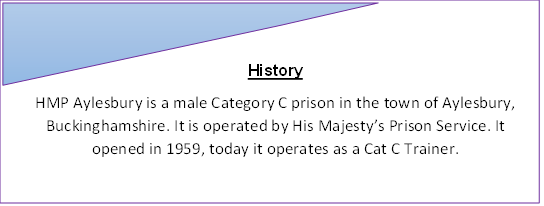 History
HMP Aylesbury is a male Category C prison in the town of Aylesbury,
Buckinghamshire. It is operated by His Majesty’s Prison Service. It
opened in 1959, today it operates as a Cat C Trainer.